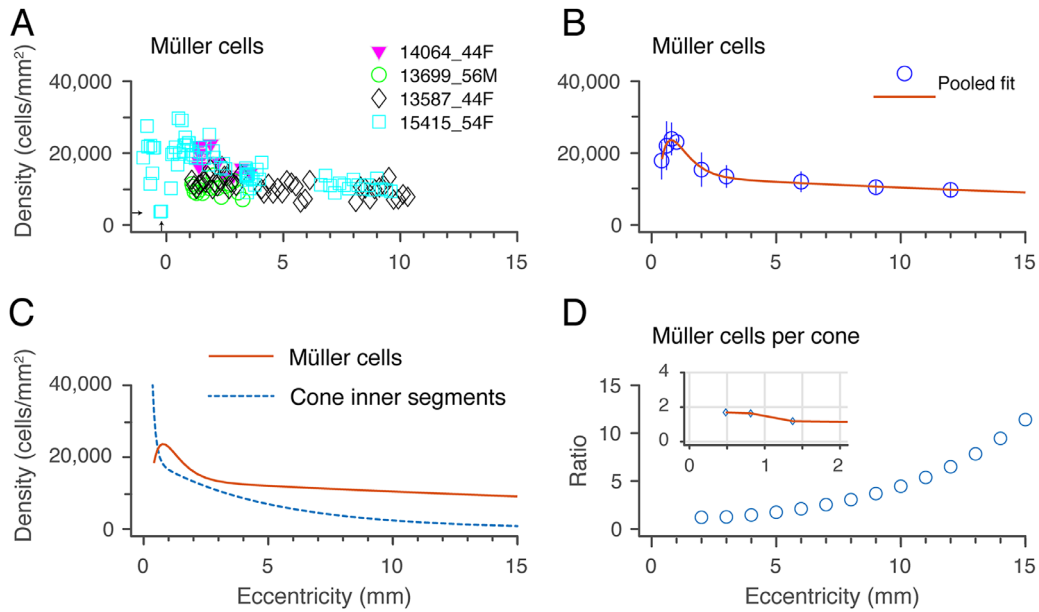 A
Müller cells
14064_44F
13699_56M
13587_44F
15415_54F
Density (cells/mm²)
40,000
20,000
0
0 5 10 15
B
Müller cells
Pooled fit
40,000
20,000
0
0 5 10 15
C
Müller cells
Cone inner segments
Density (cells/mm²)
40,000
20,000
0
0 5 10 15
Eccentricity (mm)
D
Müller cells per cone
4
2
0
0 1 2
Ratio
15
10
5
0
0 5 10 15
Eccentricity (mm)